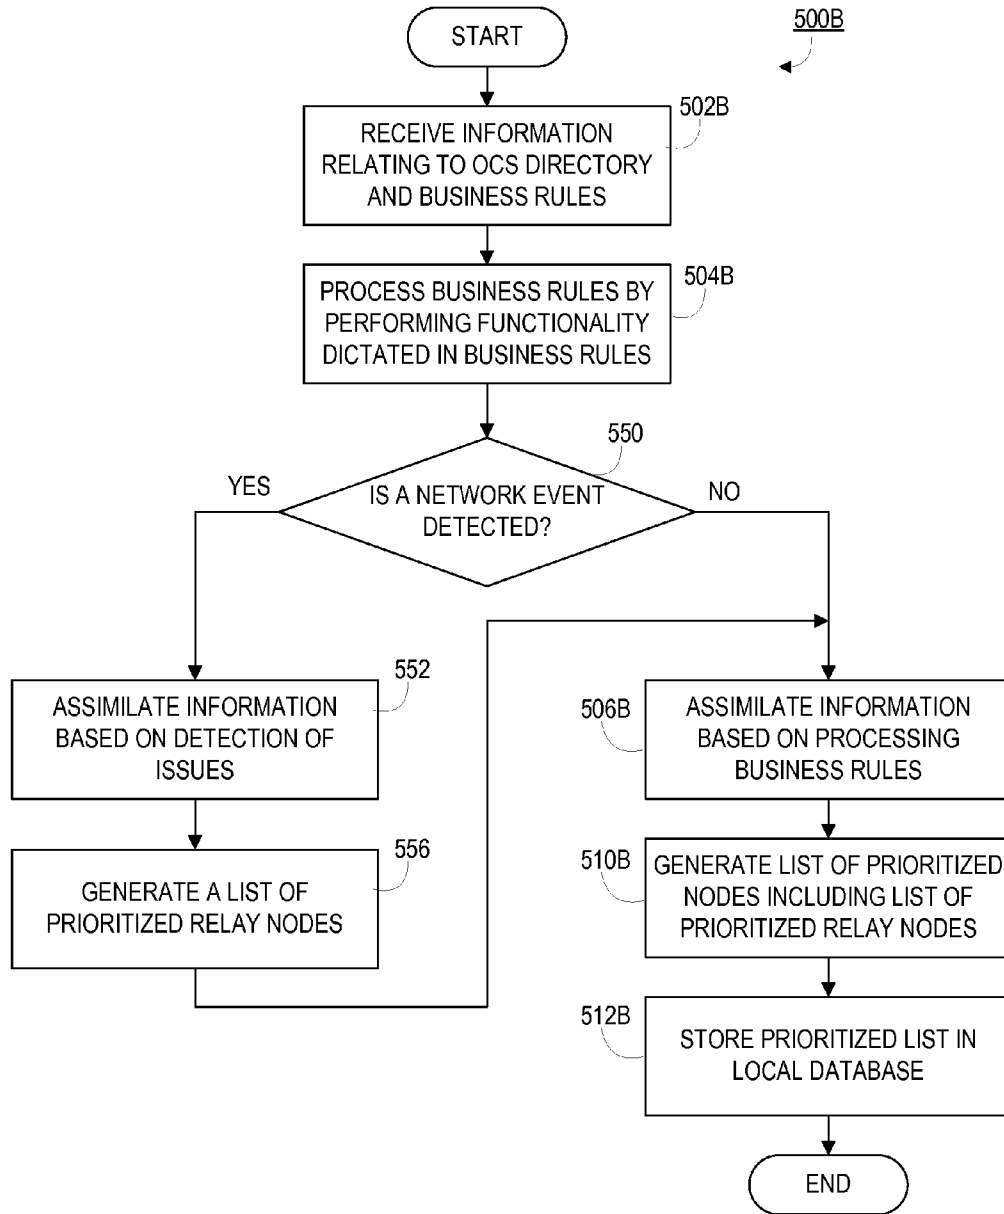 START
500B
RECEIVE INFORMATION
RELATING TO OCS DIRECTORY
AND BUSINESS RULES
502B
PROCESS BUSINESS RULES BY
PERFORMING FUNCTIONALITY
DICTATED IN BUSINESS RULES
504B
550
YES
IS A NETWORK EVENT
DETECTED?
NO
552
ASSIMILATE INFORMATION
BASED ON DETECTION OF
ISSUES
556
GENERATE A LIST OF
PRIORITIZED RELAY NODES
506B
ASSIMILATE INFORMATION
BASED ON PROCESSING
BUSINESS RULES
510B
GENERATE LIST OF PRIORITIZED
NODES INCLUDING LIST OF
PRIORITIZED RELAY NODES
512B
STORE PRIORITIZED LIST IN
LOCAL DATABASE
END